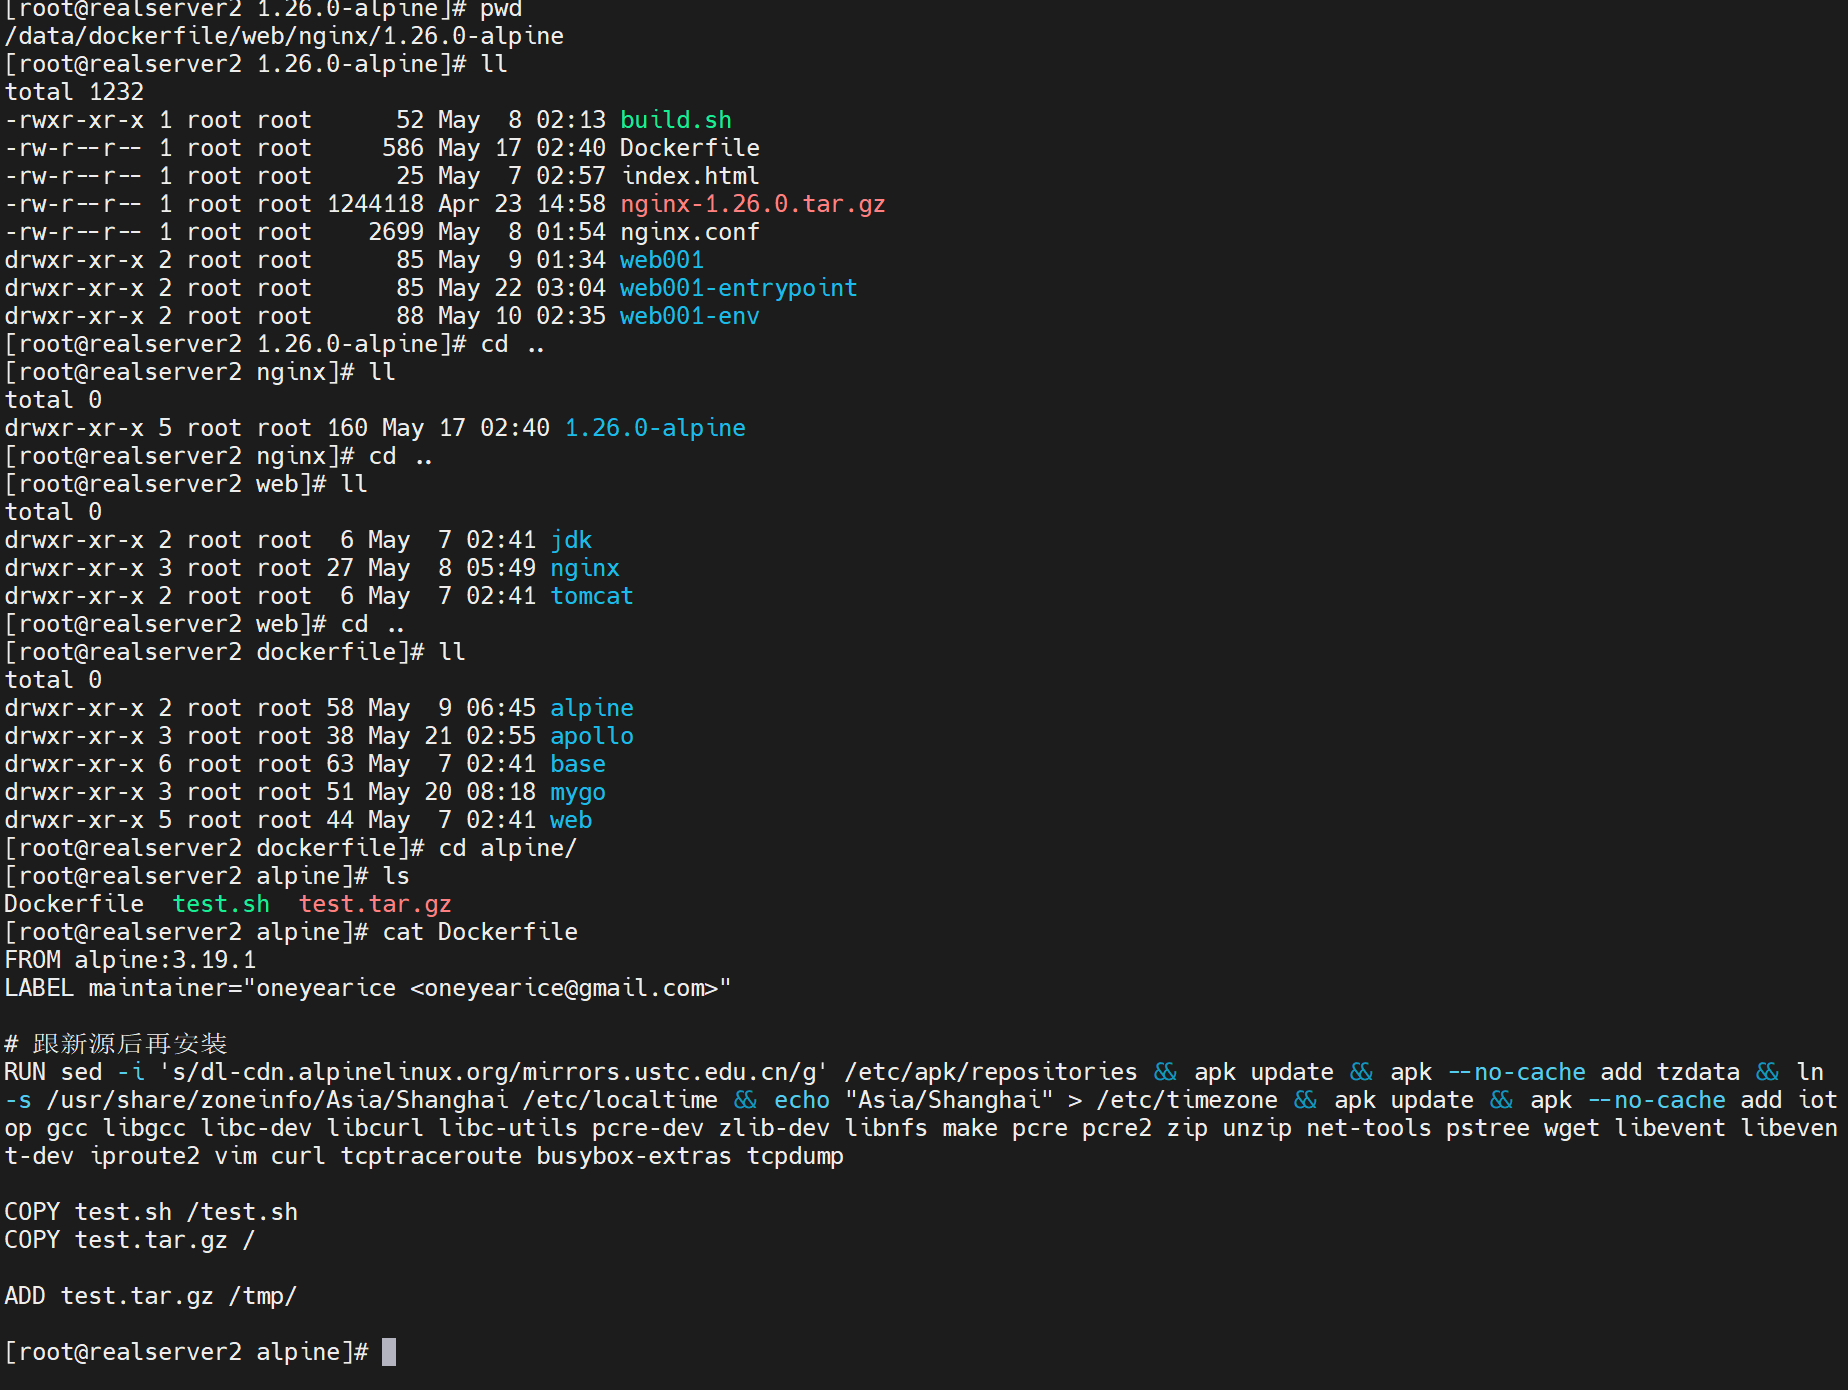 [root@realserver2 1.26.0-alpine]# pwd
/data/dockerfile/web/nginx/1.26.0-alpine
[root@realserver2 1.26.0-alpine]# ll
total 1232
-rwxr-xr-x 1 root root      52 May  8 02:13 build.sh
-rw-r--r-- 1 root root     586 May 17 02:40 Dockerfile
-rw-r--r-- 1 root root      25 May  7 02:57 index.html
-rw-r--r-- 1 root root 1244118 Apr 23 14:58 nginx-1.26.0.tar.gz
-rw-r--r-- 1 root root    2699 May  8 01:54 nginx.conf
drwxr-xr-x 2 root root      85 May  9 01:34 web001
drwxr-xr-x 2 root root      85 May 22 03:04 web001-entrypoint
drwxr-xr-x 2 root root      88 May 10 02:35 web001-env
[root@realserver2 1.26.0-alpine]# cd ..
[root@realserver2 nginx]# ll
total 0
drwxr-xr-x 5 root root 160 May 17 02:40 1.26.0-alpine
[root@realserver2 nginx]# cd ..
[root@realserver2 web]# ll
total 0
drwxr-xr-x 2 root root  6 May  7 02:41 jdk
drwxr-xr-x 3 root root 27 May  8 05:49 nginx
drwxr-xr-x 2 root root  6 May  7 02:41 tomcat
[root@realserver2 web]# cd ..
[root@realserver2 dockerfile]# ll
total 0
drwxr-xr-x 2 root root 58 May  9 06:45 alpine
drwxr-xr-x 3 root root 38 May 21 02:55 apollo
drwxr-xr-x 6 root root 63 May  7 02:41 base
drwxr-xr-x 3 root root 51 May 20 08:18 mygo
drwxr-xr-x 5 root root 44 May  7 02:41 web
[root@realserver2 dockerfile]# cd alpine/
[root@realserver2 alpine]# ls
Dockerfile  test.sh  test.tar.gz
[root@realserver2 alpine]# cat Dockerfile
FROM alpine:3.19.1
LABEL maintainer="oneyearice <oneyearice@gmail.com>"
# 跟新源后再安装
RUN sed -i 's/dl-cdn.alpinelinux.org/mirrors.ustc.edu.cn/g' /etc/apk/repositories && apk update && apk --no-cache add tzdata && ln
-s /usr/share/zoneinfo/Asia/Shanghai /etc/localtime && echo "Asia/Shanghai" > /etc/timezone && apk update && apk --no-cache add iot
op gcc libgcc libc-dev libcurl libc-utils pcre-dev zlib-dev libnfs make pcre pcre2 zip unzip net-tools pstree wget libevent libeven
t-dev iproute2 vim curl tcptraceroute busybox-extras tcpdump
COPY test.sh /test.sh
COPY test.tar.gz /
ADD test.tar.gz /tmp/
[root@realserver2 alpine]#